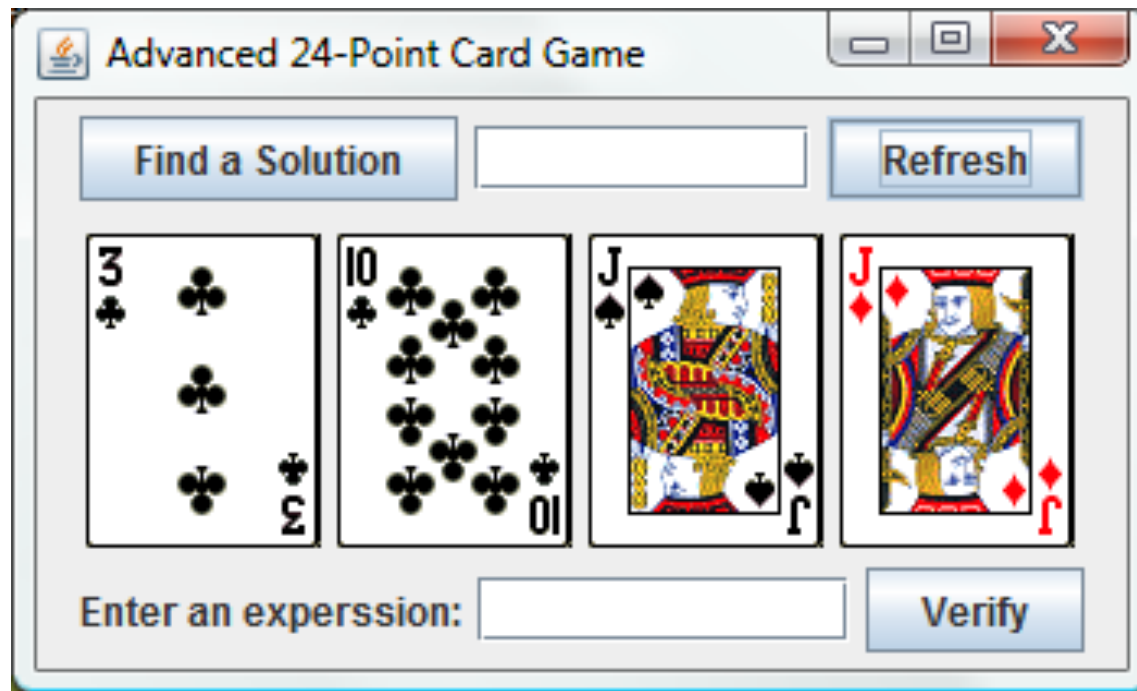 Advanced 24-Point Card Game
Find a Solution Refresh
3 10 J J
3 10 J J
Enter an experssion: Verify